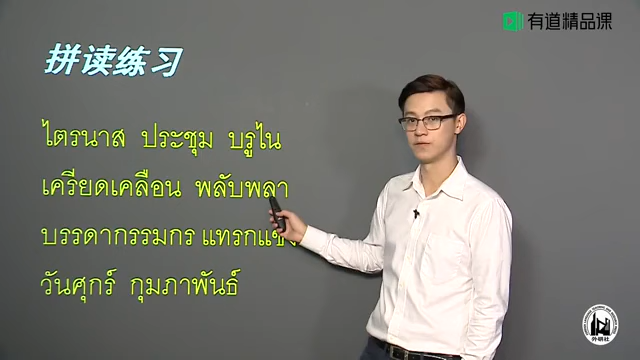 有道精品课
拼读练习
ไตรนาส ประชุม บรูไน
เครียดเคลือน พลับพลา
บรรดากรรมกร
วันศุกร์ กุมภาพันธ์
外研社